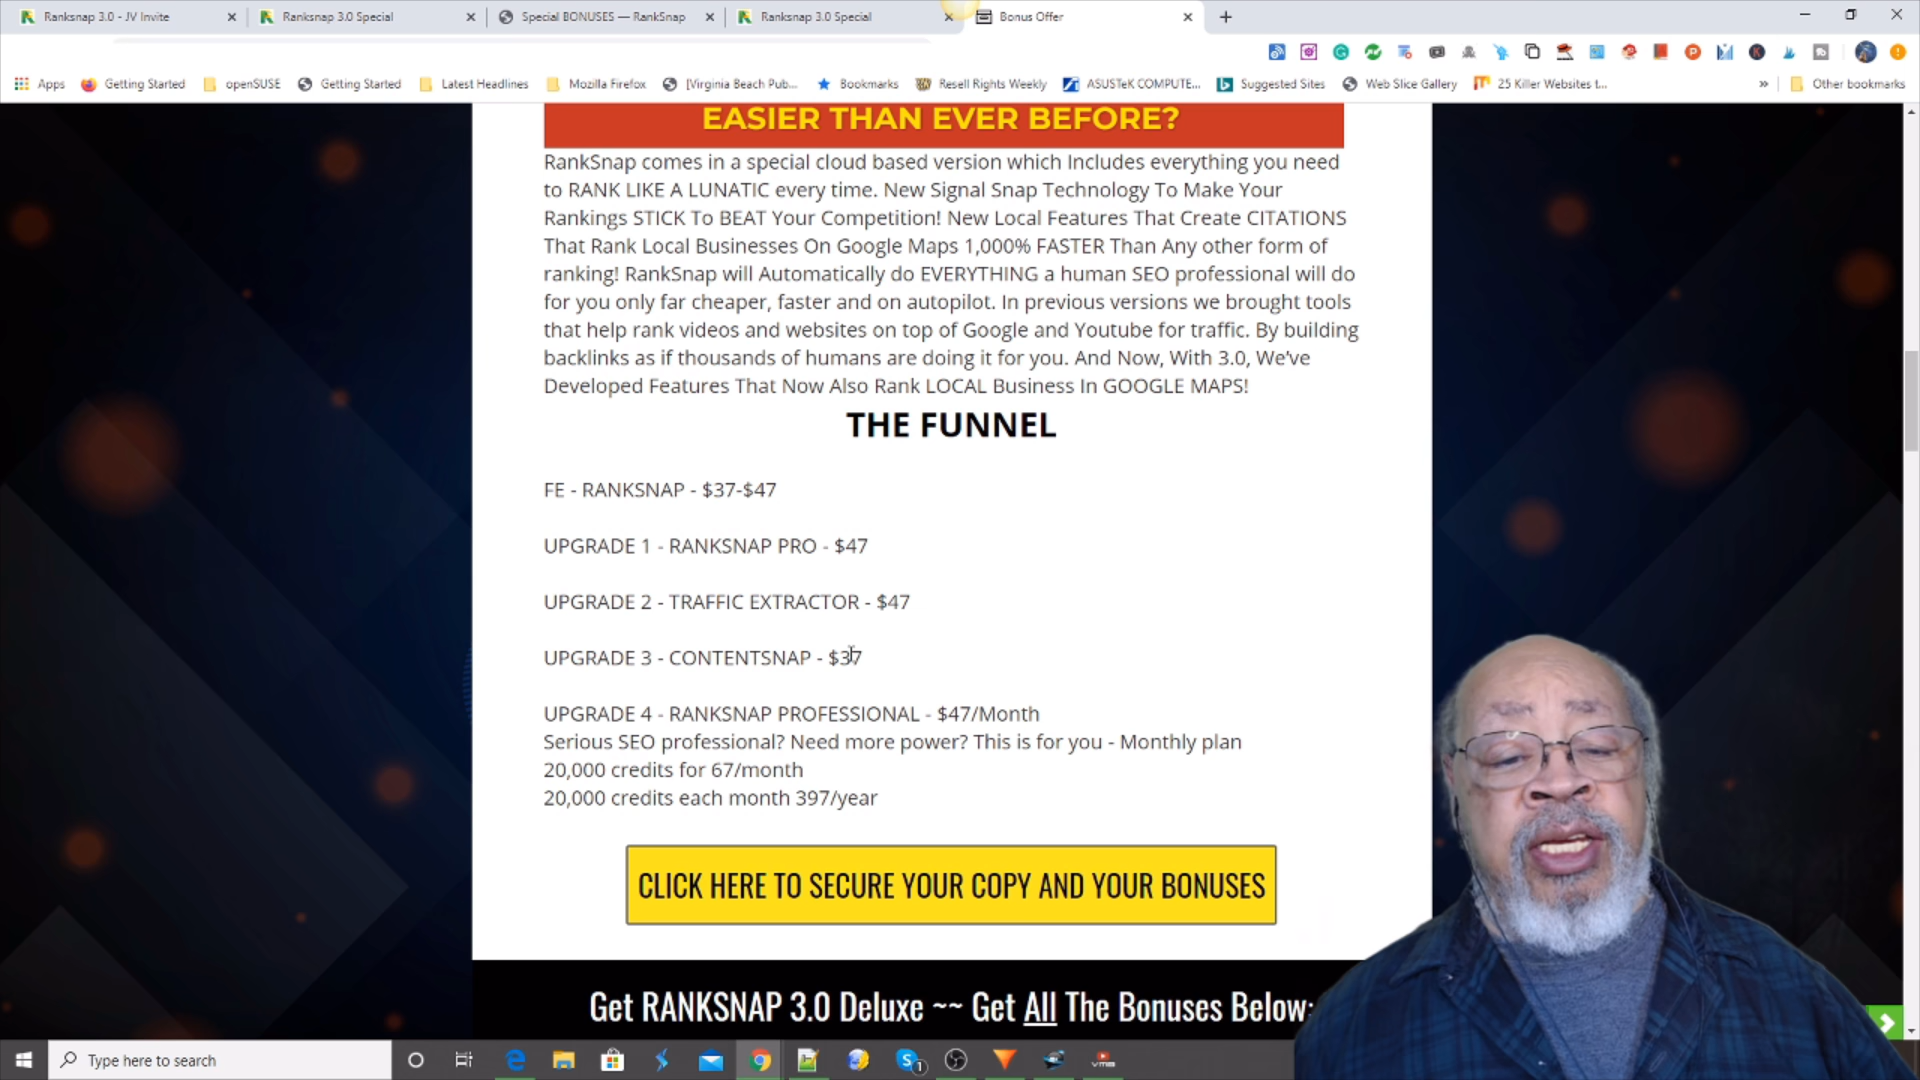 Ranksnap 3.0 - JV Invite
Ranksnap 3.0 Special
Special BONUSES — RankSnap
Ranksnap 3.0 Special
Bonus Offer
Apps
Getting Started
openSUSE
Getting Started
Latest Headlines
Mozilla Firefox
[Virginia Beach Pub...
Bookmarks
Resell Rights Weekly
ASUSTeK COMPUTE...
Suggested Sites
Web Slice Gallery
25 Killer Websites t...
»
Other bookmarks
EASIER THAN EVER BEFORE?
RankSnap comes in a special cloud based version which Includes everything you need
to RANK LIKE A LUNATIC every time. New Signal Snap Technology To Make Your
Rankings STICK To BEAT Your Competition! New Local Features That Create CITATIONS
That Rank Local Businesses On Google Maps 1,000% FASTER Than Any other form of
ranking! RankSnap will Automatically do EVERYTHING a human SEO professional will do
for you only far cheaper, faster and on autopilot. In previous versions we brought tools
that help rank videos and websites on top of Google and Youtube for traffic. By building
backlinks as if thousands of humans are doing it for you. And Now, With 3.0, We've
Developed Features That Now Also Rank LOCAL Business In GOOGLE MAPS!
THE FUNNEL
FE - RANKSNAP - $37-$47
UPGRADE 1 - RANKSNAP PRO - $47
UPGRADE 2 - TRAFFIC EXTRACTOR - $47
UPGRADE 3 - CONTENTSNAP - $37
UPGRADE 4 - RANKSNAP PROFESSIONAL - $47/Month
Serious SEO professional? Need more power? This is for you - Monthly plan
20,000 credits for 67/month
20,000 credits each month 397/year
CLICK HERE TO SECURE YOUR COPY AND YOUR BONUSES
Get RANKSNAP 3.0 Deluxe ~~ Get All The Bonuses Below:
Type here to search